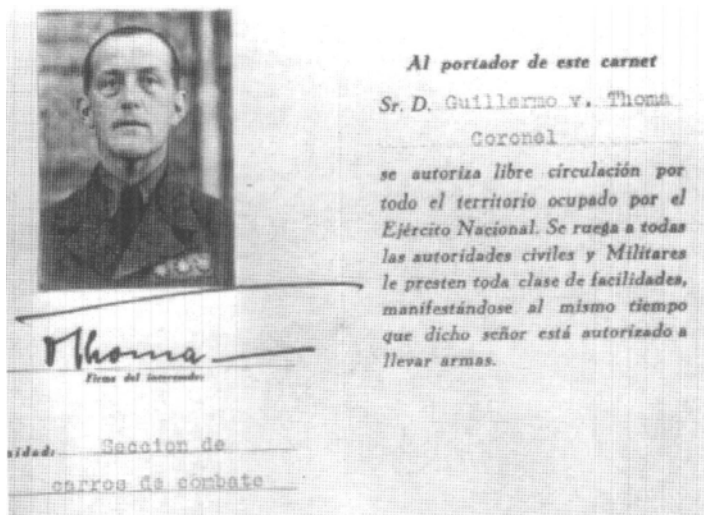 Al portador de este carnet
Sr. D. Guillermo v. Thoma
Coronel
se autoriza libre circulación por
todo el territorio ocupado por el
Ejército Nacional. Se ruega a todas
las autoridades civiles y Militares
le presten toda clase de facilidades,
manifestándose al mismo tiempo
que dicho señor está autorizado a
llevar armas.
Thoma
Firma del interesado:
Seccion de
carros de combate